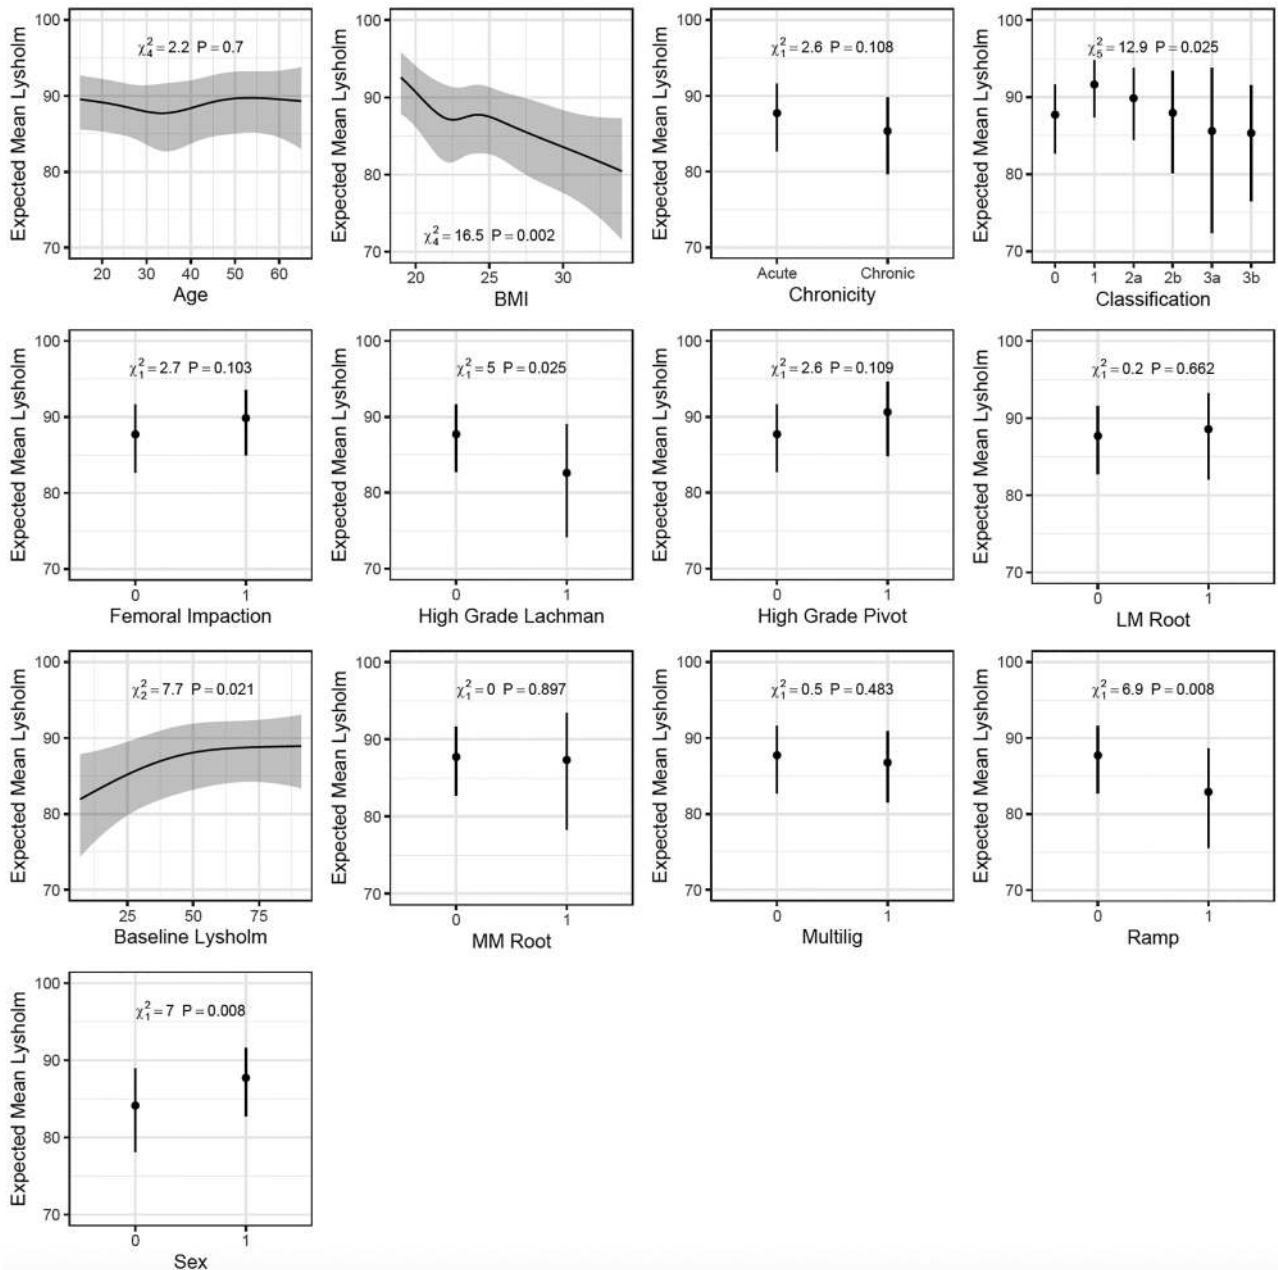 100
90
80
70
Expected Mean Lysholm
χ²₄ = 2.2 P = 0.7
20 30 40 50 60
Age
100
90
80
70
Expected Mean Lysholm
χ²₄ = 16.5 P = 0.002
20 25 30
BMI
100
90
80
70
Expected Mean Lysholm
χ²₁ = 2.6 P = 0.108
Acute Chronic
Chronicity
100
90
80
70
Expected Mean Lysholm
χ²₅ = 12.9 P = 0.025
0 1 2a 2b 3a 3b
Classification
100
90
80
70
Expected Mean Lysholm
χ²₁ = 2.7 P = 0.103
0 1
Femoral Impaction
100
90
80
70
Expected Mean Lysholm
χ²₁ = 5 P = 0.025
0 1
High Grade Lachman
100
90
80
70
Expected Mean Lysholm
χ²₁ = 2.6 P = 0.109
0 1
High Grade Pivot
100
90
80
70
Expected Mean Lysholm
χ²₁ = 0.2 P = 0.662
0 1
LM Root
100
90
80
70
Expected Mean Lysholm
χ²₂ = 7.7 P = 0.021
25 50 75
Baseline Lysholm
100
90
80
70
Expected Mean Lysholm
χ²₁ = 0 P = 0.897
0 1
MM Root
100
90
80
70
Expected Mean Lysholm
χ²₁ = 0.5 P = 0.483
0 1
Multilig
100
90
80
70
Expected Mean Lysholm
χ²₁ = 6.9 P = 0.008
0 1
Ramp
100
90
80
70
Expected Mean Lysholm
χ²₁ = 7 P = 0.008
0 1
Sex